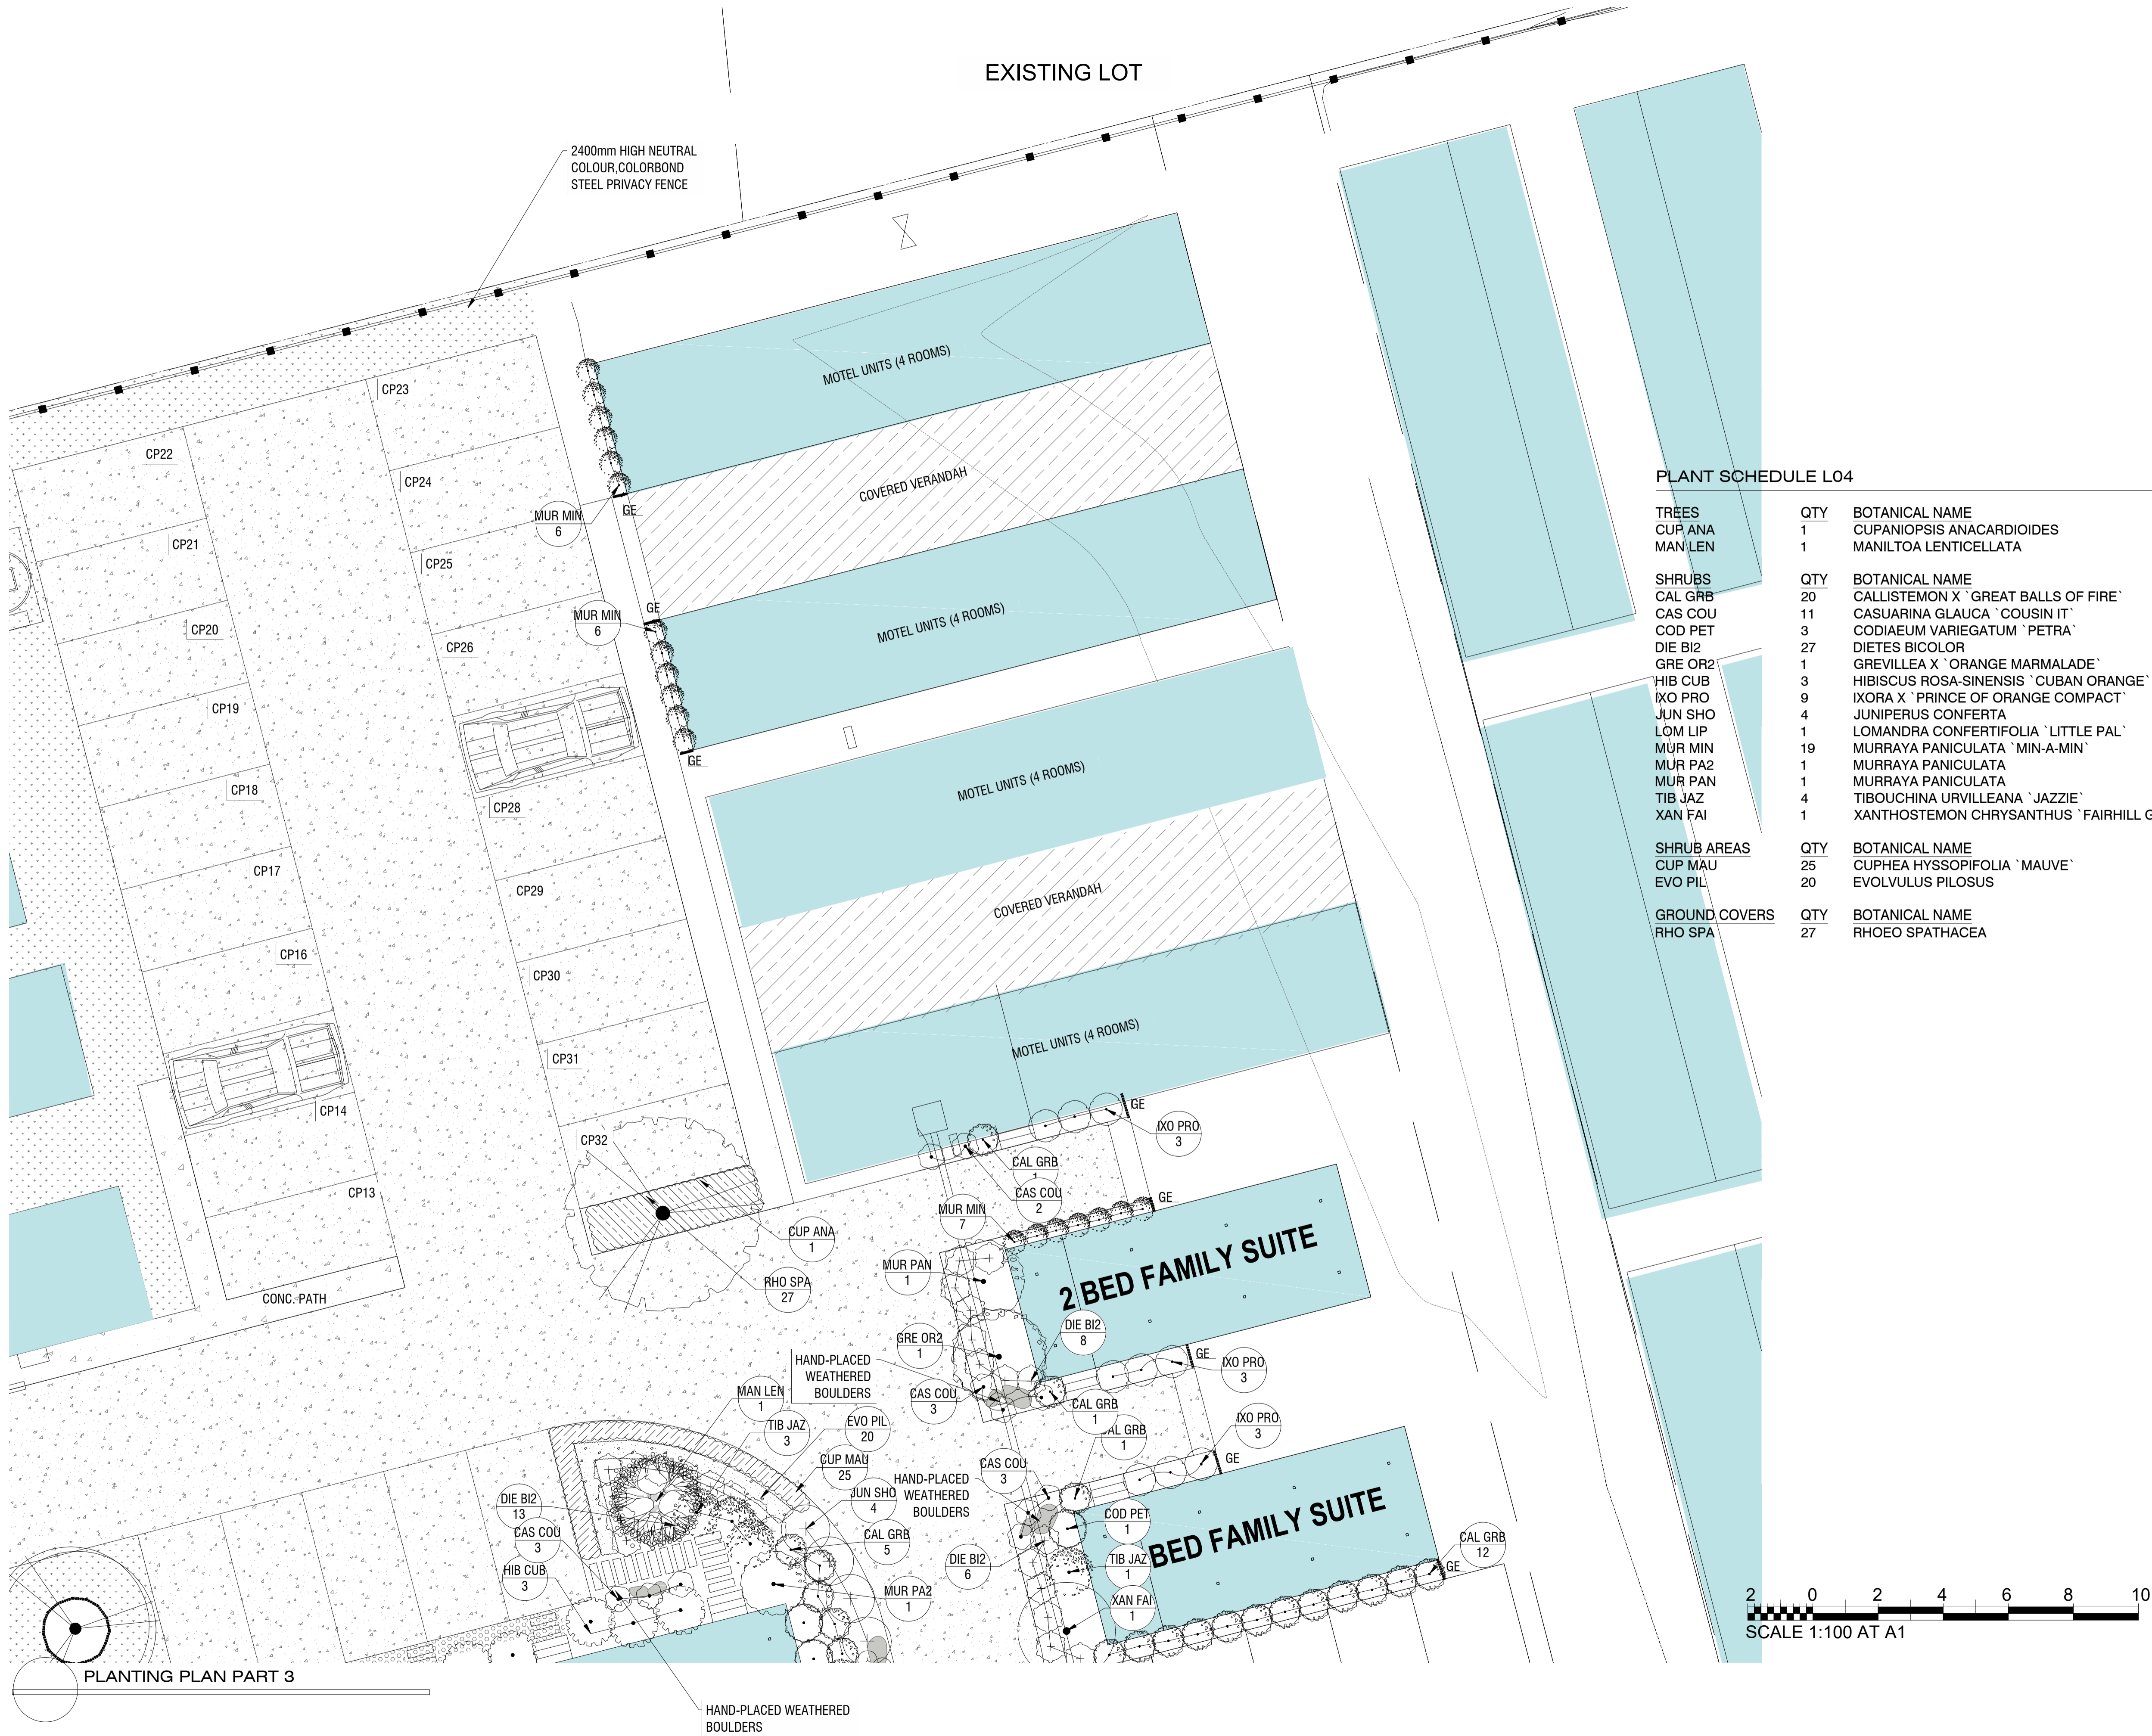 EXISTING LOT
2400mm HIGH NEUTRAL
COLOUR,COLORBOND
STEEL PRIVACY FENCE
MOTEL UNITS (4 ROOMS)
CP23
CP22
COVERED VERANDAH
CP24
GE
MUR MIN
6
CP21
CP25
GE
MUR MIN
6
MOTEL UNITS (4 ROOMS)
CP20
CP26
CP19
GE
MOTEL UNITS (4 ROOMS)
CP18
CP28
CP17
CP29
COVERED VERANDAH
CP16
CP30
MOTEL UNITS (4 ROOMS)
CP31
CP14
GE
IXO PRO
3
CP32
CAL GRB
1
CP13
CAS COU
2
GE
MUR MIN
7
CUP ANA
1
2 BED FAMILY SUITE
MUR PAN
1
RHO SPA
27
CONC. PATH
DIE BI2
8
GRE OR2
1
GE
IXO PRO
3
HAND-PLACED
WEATHERED
BOULDERS
MAN LEN
1
CAS COU
3
CAL GRB
1
TIB JAZ
3
EVO PIL
20
IXO PRO
3
CAL GRB
1
GE
CUP MAU
25
CAS COU
3
HAND-PLACED
WEATHERED
BOULDERS
JUN SHO
4
DIE BI2
13
COD PET
1
BED FAMILY SUITE
CAS COU
3
CAL GRB
5
CAL GRB
12
DIE BI2
6
TIB JAZ
1
GE
HIB CUB
3
MUR PA2
1
XAN FAI
1
PLANT SCHEDULE L04
TREES QTY BOTANICAL NAME
CUP ANA 1 CUPANIOPSIS ANACARDIOIDES
MAN LEN 1 MANILTOA LENTICELLATA
SHRUBS QTY BOTANICAL NAME
CAL GRB 20 CALLISTEMON X `GREAT BALLS OF FIRE`
CAS COU 11 CASUARINA GLAUCA `COUSIN IT`
COD PET 3 CODIAEUM VARIEGATUM `PETRA`
DIE BI2 27 DIETES BICOLOR
GRE OR2 1 GREVILLEA X `ORANGE MARMALADE`
HIB CUB 3 HIBISCUS ROSA-SINENSIS `CUBAN ORANGE`
IXO PRO 9 IXORA X `PRINCE OF ORANGE COMPACT`
JUN SHO 4 JUNIPERUS CONFERTA
LOM LIP 1 LOMANDRA CONFERTIFOLIA `LITTLE PAL`
MUR MIN 19 MURRAYA PANICULATA `MIN-A-MIN`
MUR PA2 1 MURRAYA PANICULATA
MUR PAN 1 MURRAYA PANICULATA
TIB JAZ 4 TIBOUCHINA URVILLEANA `JAZZIE`
XAN FAI 1 XANTHOSTEMON CHRYSANTHUS `FAIRHILL G
SHRUB AREAS QTY BOTANICAL NAME
CUP MAU 25 CUPHEA HYSSOPIFOLIA `MAUVE`
EVO PIL 20 EVOLVULUS PILOSUS
GROUND COVERS QTY BOTANICAL NAME
RHO SPA 27 RHOEO SPATHACEA
2 0 2 4 6 8 10
SCALE 1:100 AT A1
PLANTING PLAN PART 3
HAND-PLACED WEATHERED
BOULDERS